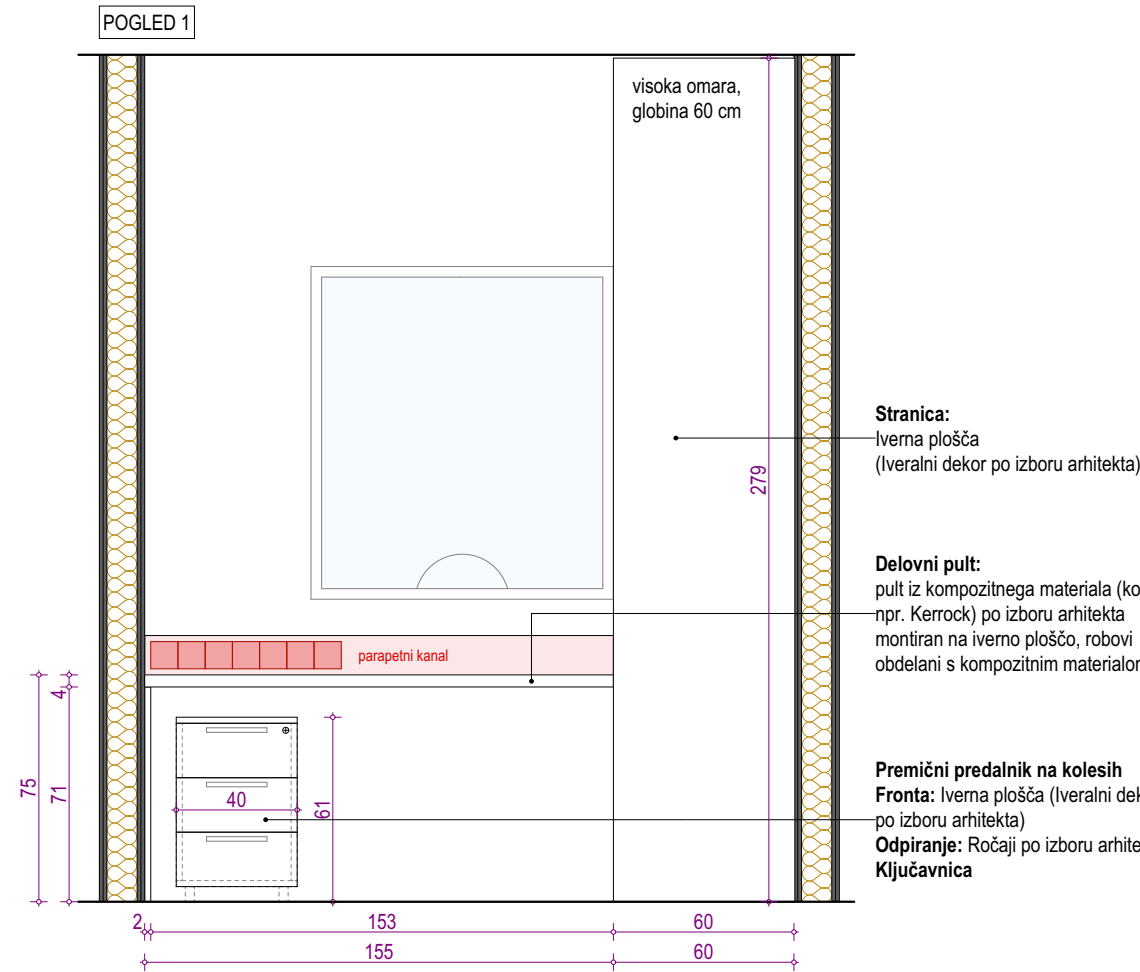 POGLED 1
visoka omara,
globina 60 cm
Stranica:
Iverna plošča
(Iveralni dekor po izboru arhitekta)
279
Delovni pult:
pult iz kompozitnega materiala (ko
npr. Kerrock) po izboru arhitekta
montiran na iverno ploščo, robovi
obdelani s kompozitnim materialom
parapetni kanal
4
75
71
40
61
Premični predalnik na kolesih
Fronta: Iverna plošča (Iveralni dek
po izboru arhitekta)
Odpiranje: Ročaji po izboru arhite
Ključavnica
2
153
60
155
60